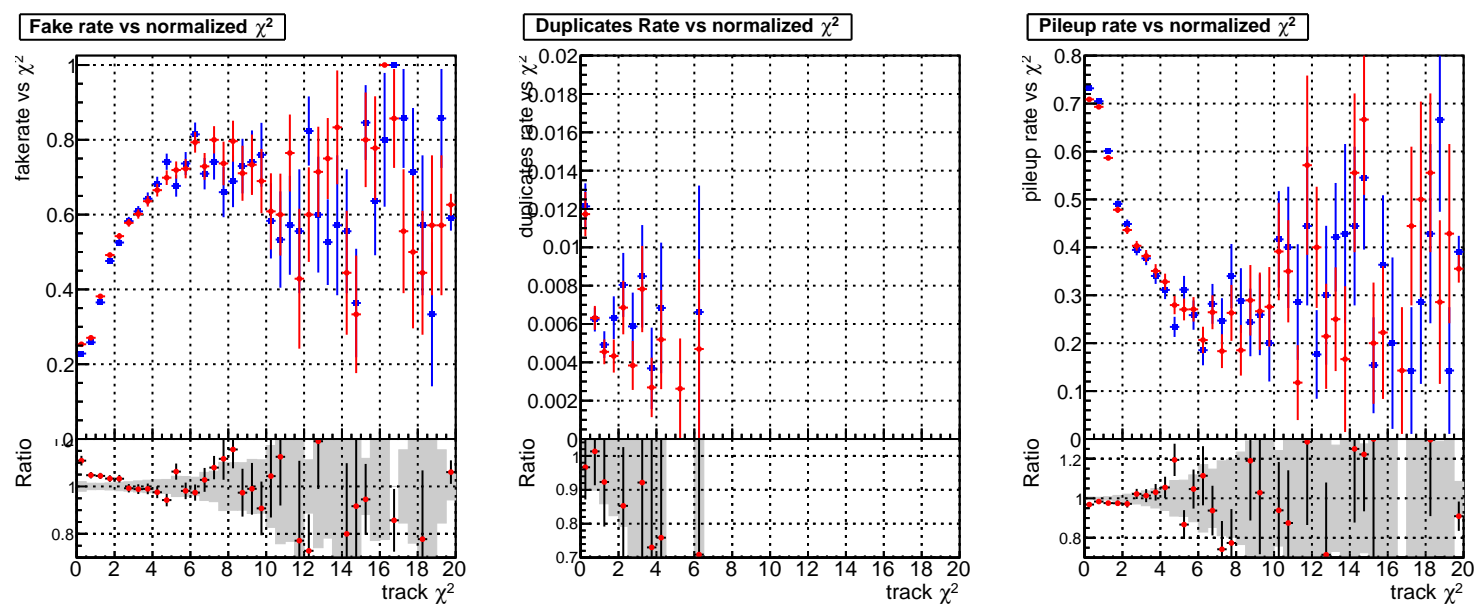 Fake rate vs normalized χ²
fakerate vs χ²
1
0.8
0.6
0.4
0.2
0
Ratio
1
0.8
0 2 4 6 8 10 12 14 16 18 20
track χ²
Duplicates Rate vs normalized χ²
duplicates rate vs χ²
0.02
0.018
0.016
0.014
0.012
0.01
0.008
0.006
0.004
0.002
0
Ratio
1
0.9
0.8
0.7
0 2 4 6 8 10 12 14 16 18 20
track χ²
Pileup rate vs normalized χ²
pileup rate vs χ²
0.8
0.7
0.6
0.5
0.4
0.3
0.2
0.1
0
Ratio
1.2
1
0.8
0 2 4 6 8 10 12 14 16 18 20
track χ²